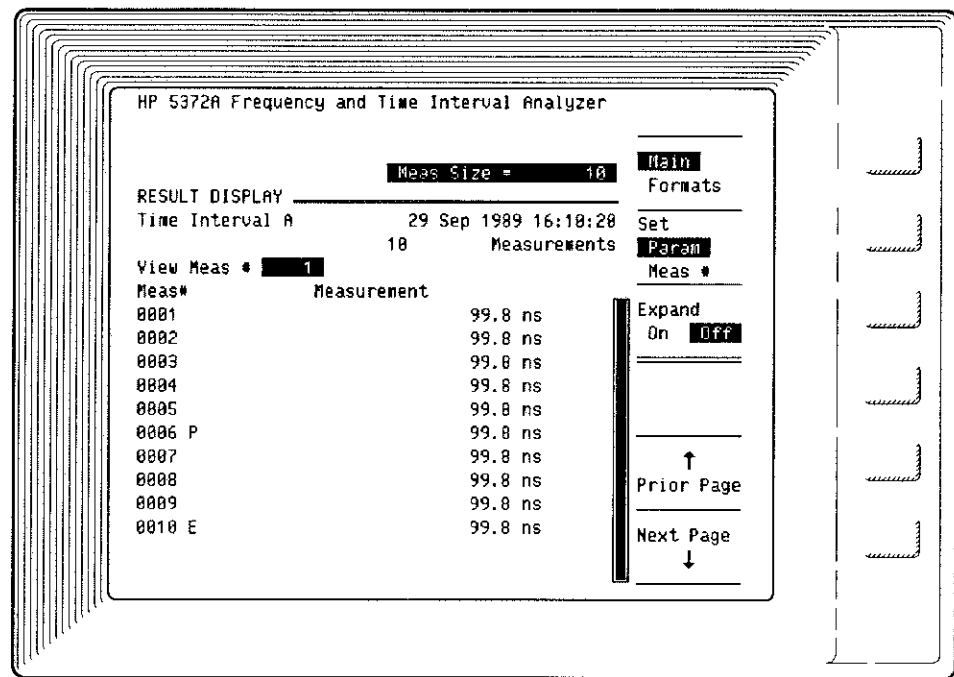 HP 5372A Frequency and Time Interval Analyzer
Meas Size = 10
RESULT DISPLAY
Time Interval A 29 Sep 1989 16:10:20
10 Measurements
View Meas # 1
Meas# Measurement
0001 99.8 ns
0002 99.8 ns
0003 99.8 ns
0004 99.8 ns
0005 99.8 ns
0006 P 99.8 ns
0007 99.8 ns
0008 99.8 ns
0009 99.8 ns
0010 E 99.8 ns
Main
Formats
Set
Param
Meas #
Expand
On Off
↑
Prior Page
Next Page
↓